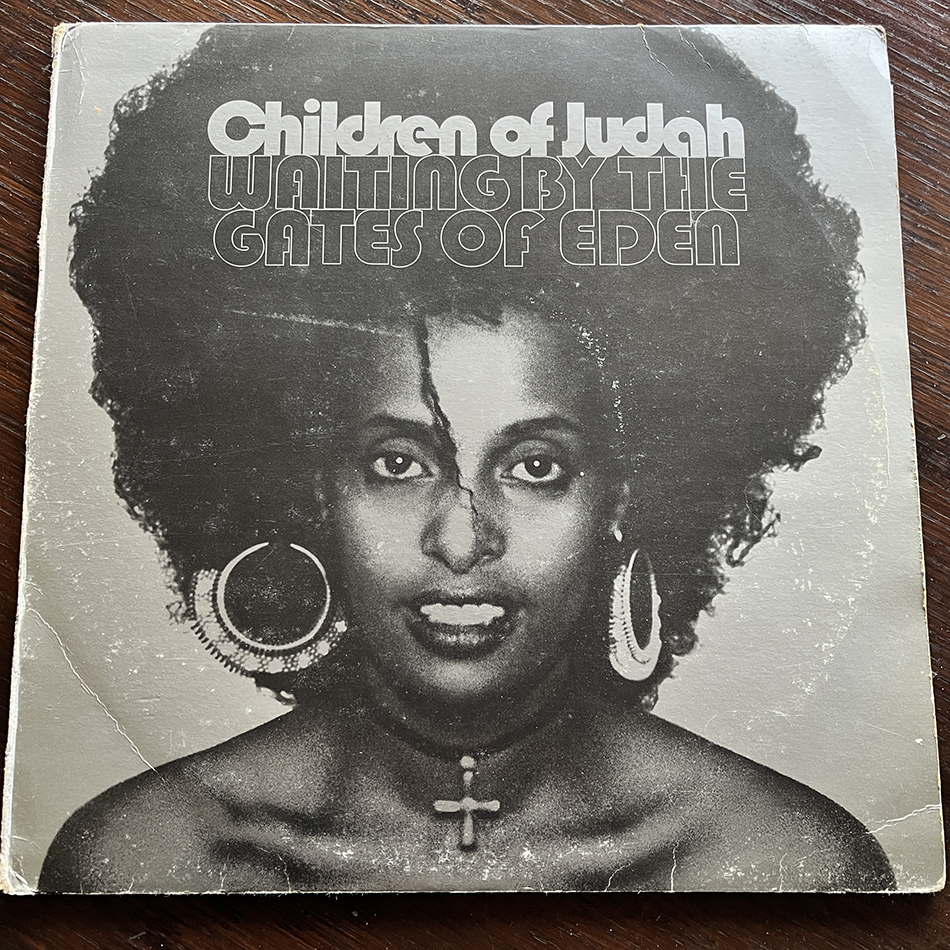 Children of Judah
WAITING BY THE
GATES OF EDEN